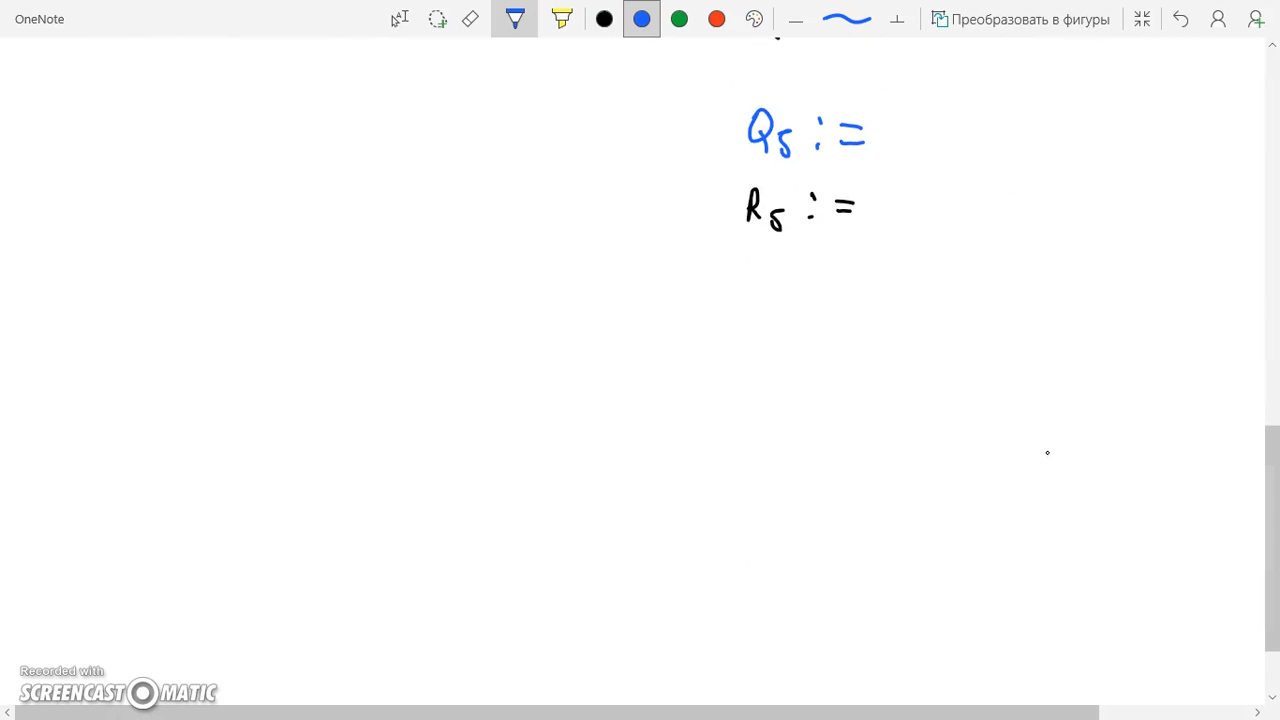 OneNote
Преобразовать в фигуры
Q₅ :=
R₅ :=
Recorded with
SCREENCAST MATIC